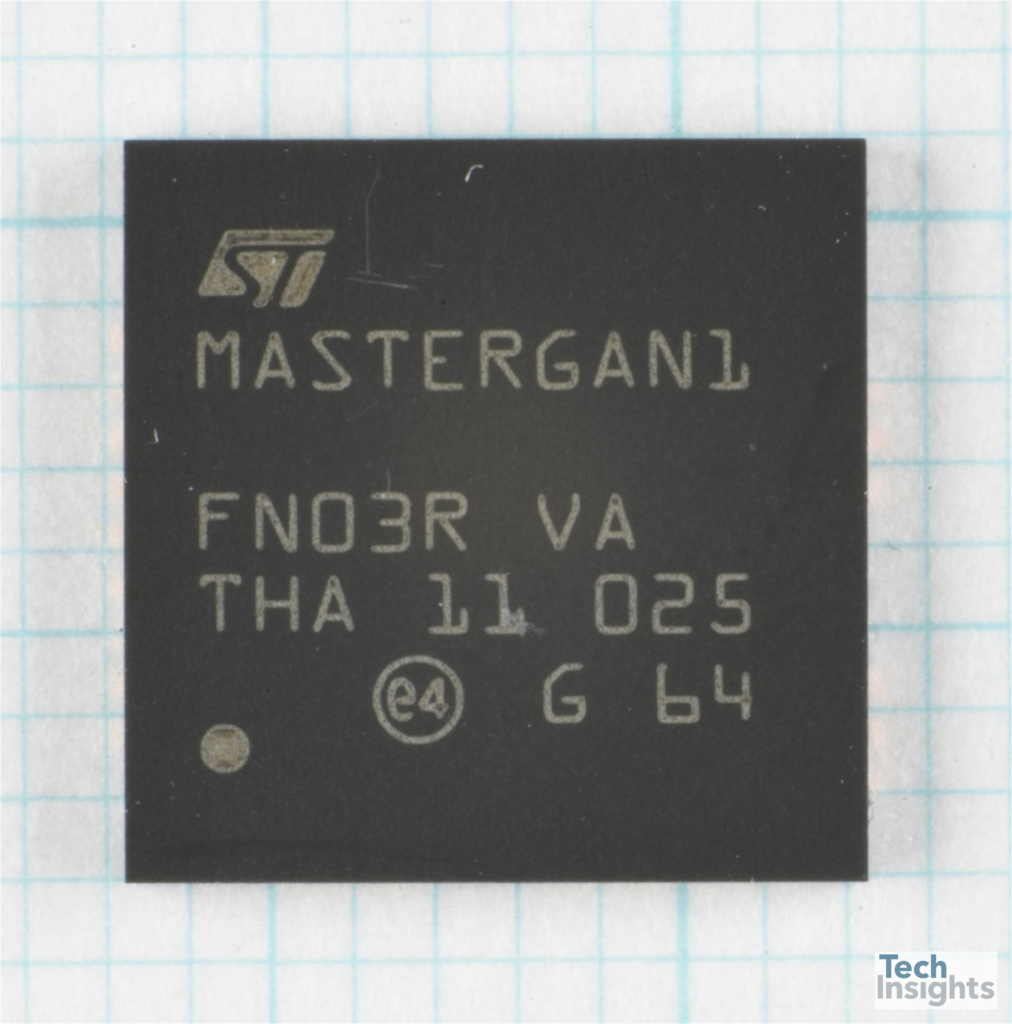 ST
MASTERGAN1
FN03R VA
THA 11 025
e4 G 64
Tech
Insights